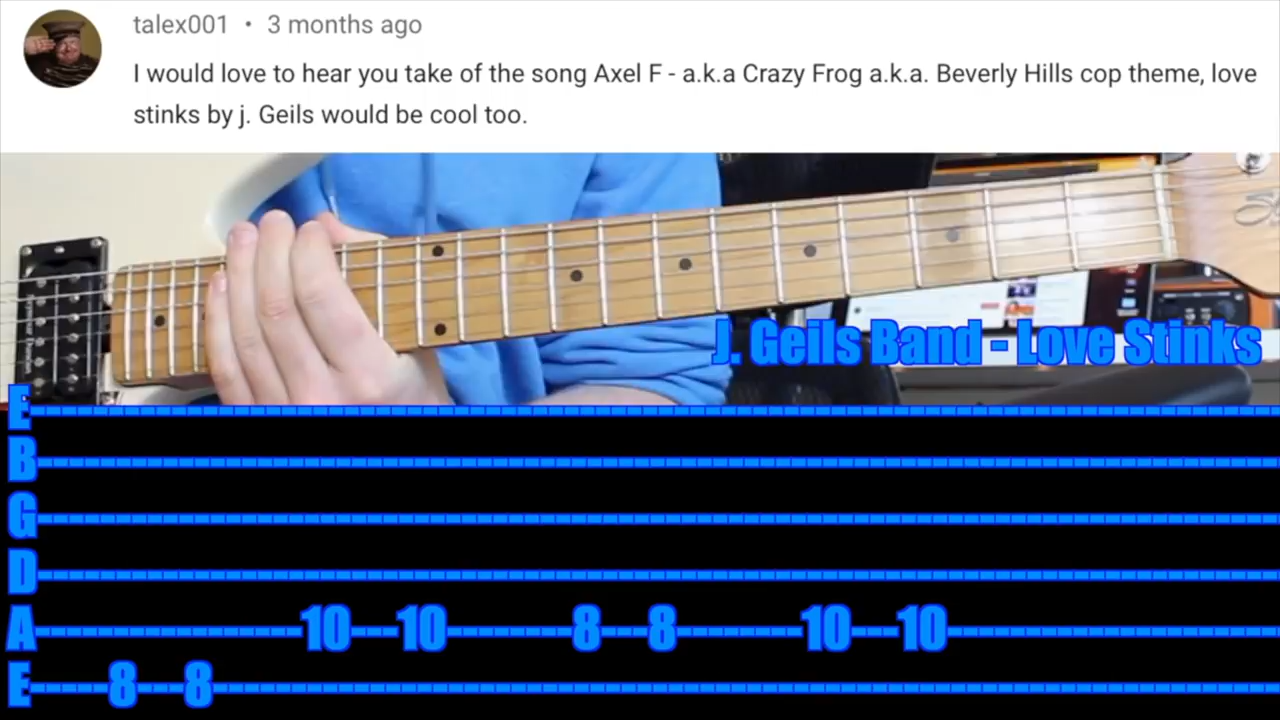 talex001 • 3 months ago
I would love to hear you take of the song Axel F - a.k.a Crazy Frog a.k.a. Beverly Hills cop theme, love
stinks by j. Geils would be cool too.
J. Geils Band - Love Stinks
E
B
G
D
A 10 10 8 8 10 10
E 8 8